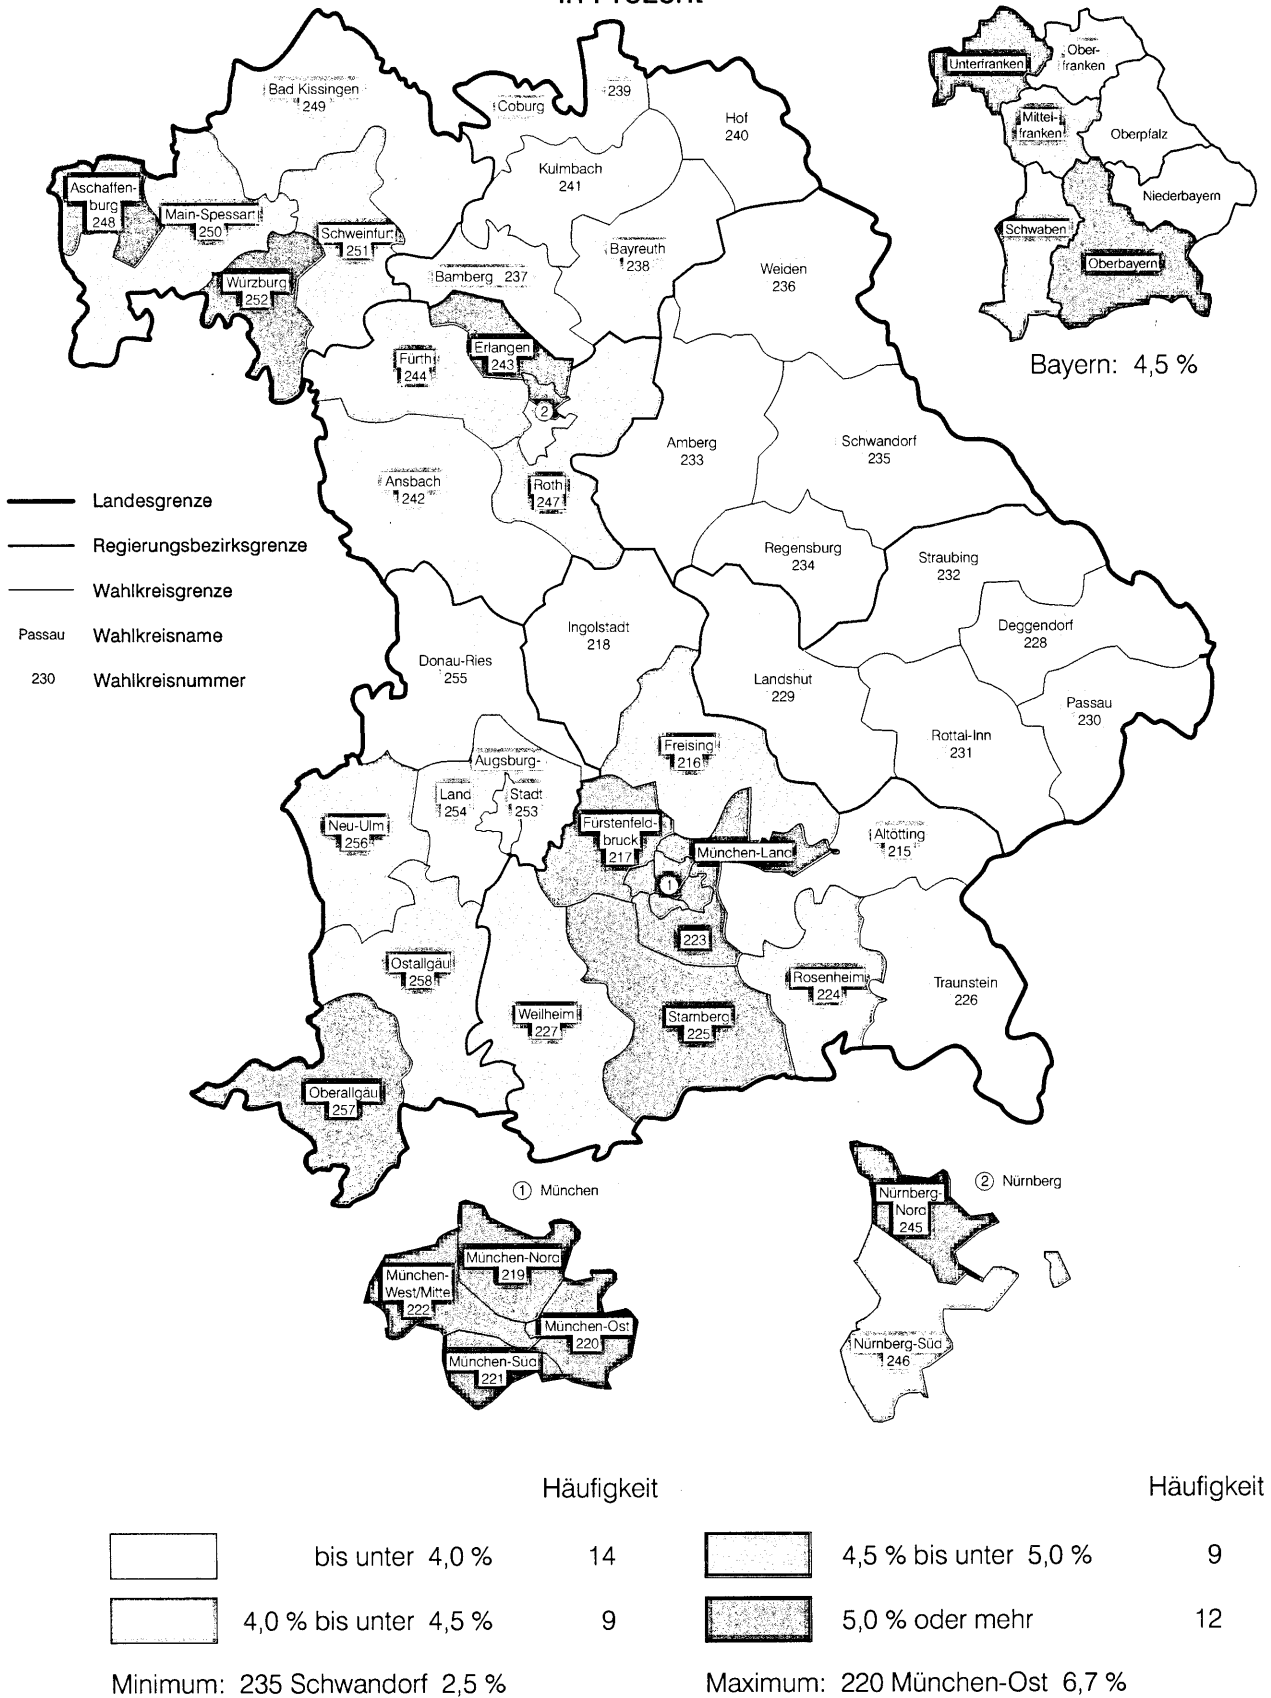 in Prozent
Bad Kissingen
249
Coburg
239
Hof
240
Kulmbach
241
Aschaffen-
burg
248
Main-Spessart
250
Schweinfurt
251
Würzburg
252
Bamberg 237
Bayreuth
238
Weiden
236
Fürth
244
Erlangen
243
2
Ansbach
242
Roth
247
Amberg
233
Schwandorf
235
Regensburg
234
Straubing
232
Deggendorf
228
Passau
230
Rottal-Inn
231
Landshut
229
Ingolstadt
218
Donau-Ries
255
Freising
216
Augsburg-
Land
254
Stadt
253
Neu-Ulm
256
Fürstenfeld-
bruck
217
München-Land
1
223
Altötting
215
Ostallgäu
258
Weilheim
227
Starnberg
225
Rosenheim
224
Traunstein
226
Oberallgäu
257
Unterfranken
Ober-
franken
Mittel-
franken
Oberpfalz
Niederbayern
Schwaben
Oberbayern
Bayern: 4,5 %
Landesgrenze
Regierungsbezirksgrenze
Wahlkreisgrenze
Passau Wahlkreisname
230 Wahlkreisnummer
1 München
München-Nord
219
München-
West/Mitte
222
München-Ost
220
München-Süd
221
2 Nürnberg
Nürnberg-
Nord
245
Nürnberg-Süd
246
Häufigkeit Häufigkeit
bis unter 4,0 % 14 4,5 % bis unter 5,0 % 9
4,0 % bis unter 4,5 % 9 5,0 % oder mehr 12
Minimum: 235 Schwandorf 2,5 % Maximum: 220 München-Ost 6,7 %